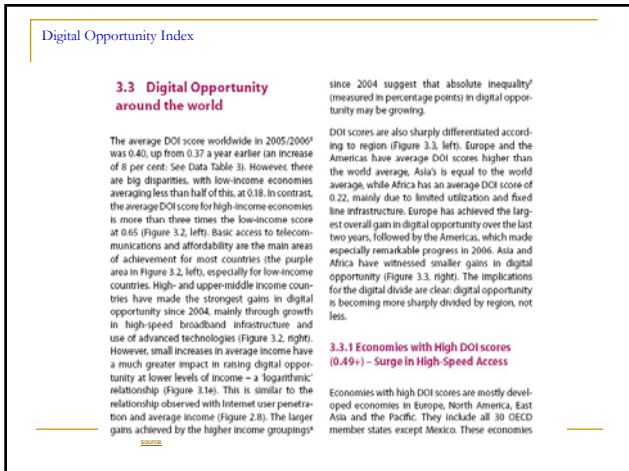 Digital Opportunity Index
3.3 Digital Opportunity
around the world
The average DOI score worldwide in 2005/2006³
was 0.40, up from 0.37 a year earlier (an increase
of 8 per cent: See Data Table 3). However, there
are big disparities, with low-income economies
averaging less than half of this, at 0.18. In contrast,
the average DOI score for high-income economies
is more than three times the low-income score
at 0.65 (Figure 3.2, left). Basic access to telecom-
munications and affordability are the main areas
of achievement for most countries (the purple
area in Figure 3.2, left), especially for low-income
countries. High- and upper-middle income coun-
tries have made the strongest gains in digital
opportunity since 2004, mainly through growth
in high-speed broadband infrastructure and
use of advanced technologies (Figure 3.2, right).
However, small increases in average income have
a much greater impact in raising digital oppor-
tunity at lower levels of income – a 'logarithmic'
relationship (Figure 3.1e). This is similar to the
relationship observed with Internet user penetra-
tion and average income (Figure 2.8). The larger
gains achieved by the higher income groupings
source
since 2004 suggest that absolute inequality
(measured in percentage points) in digital oppor-
tunity may be growing.
DOI scores are also sharply differentiated accord-
ing to region (Figure 3.3, left). Europe and the
Americas have average DOI scores higher than
the world average, Asia's is equal to the world
average, while Africa has an average DOI score of
0.22, mainly due to limited utilization and fixed
line infrastructure. Europe has achieved the larg-
est overall gain in digital opportunity over the last
two years, followed by the Americas, which made
especially remarkable progress in 2006. Asia and
Africa have witnessed smaller gains in digital
opportunity (Figure 3.3, right). The implications
for the digital divide are clear: digital opportunity
is becoming more sharply divided by region, not
less.
3.3.1 Economies with High DOI scores
(0.49+) – Surge in High-Speed Access
Economies with high DOI scores are mostly devel-
oped economies in Europe, North America, East
Asia and the Pacific. They include all 30 OECD
member states except Mexico. These economies